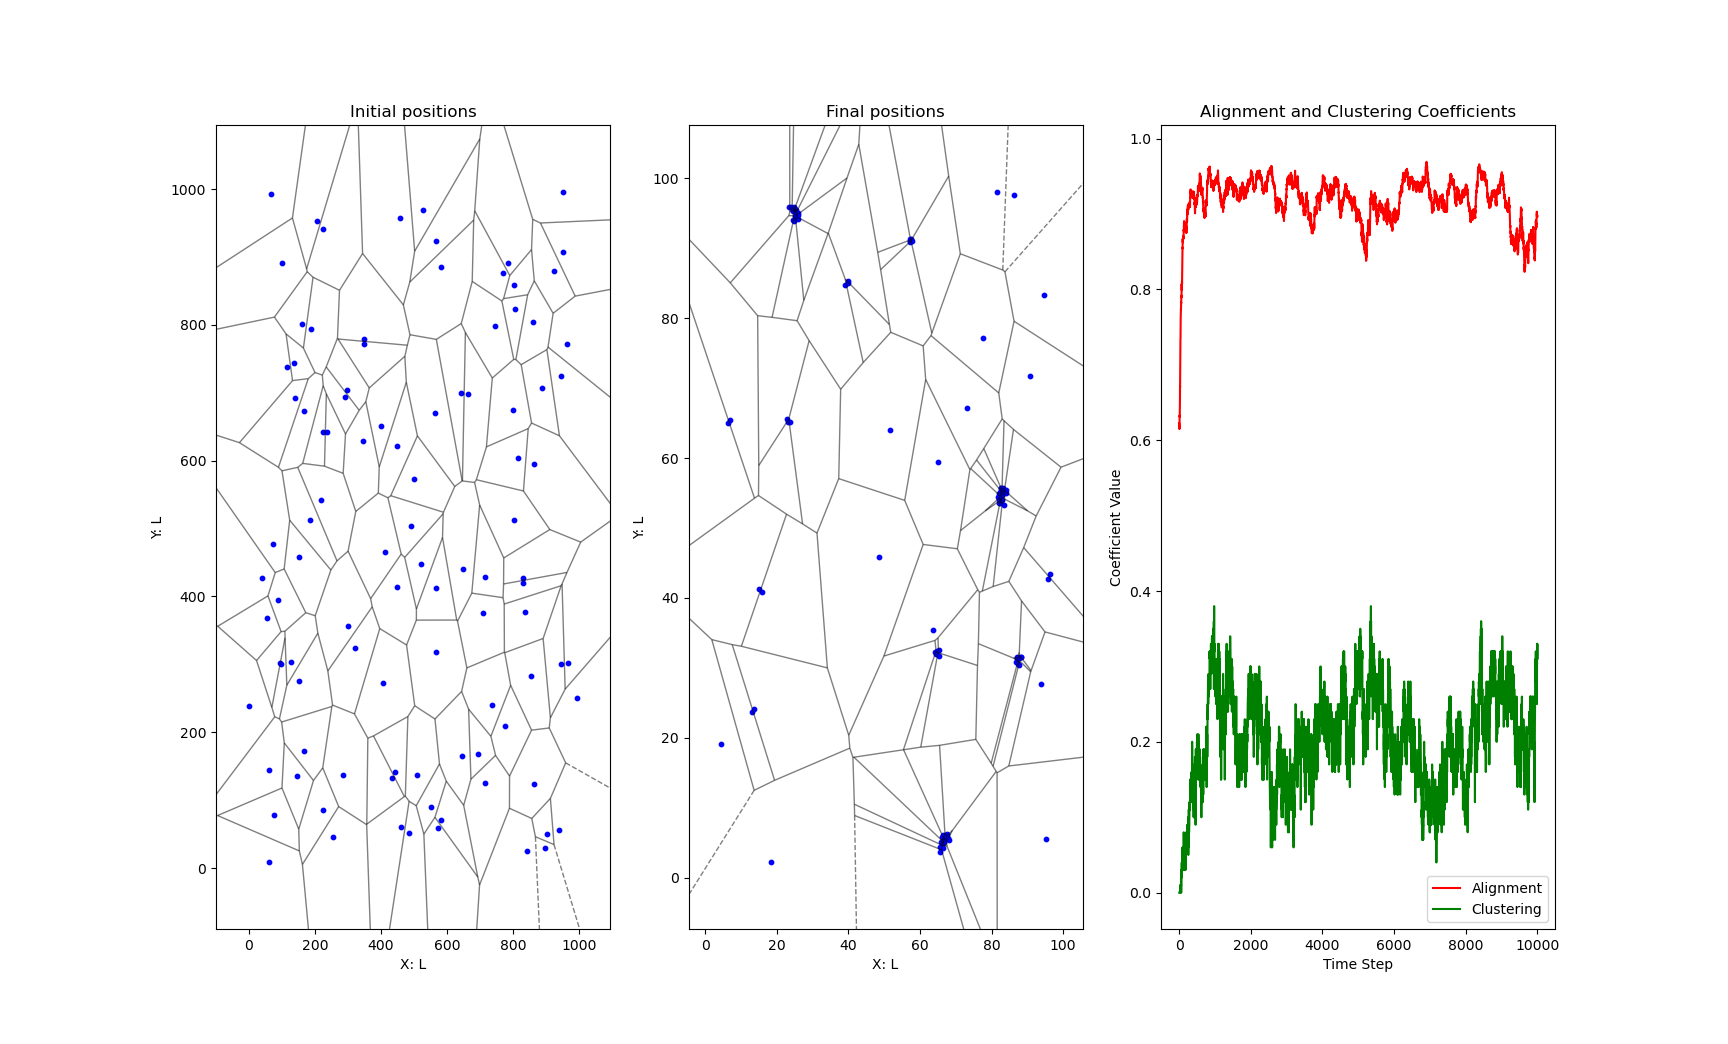 Initial positions
1000
800
600
400
200
0
Y: L
0 200 400 600 800 1000
X: L
Final positions
100
80
60
40
20
0
Y: L
0 20 40 60 80 100
X: L
Alignment and Clustering Coefficients
1.0
0.8
0.6
0.4
0.2
0.0
Coefficient Value
Alignment
Clustering
0 2000 4000 6000 8000 10000
Time Step